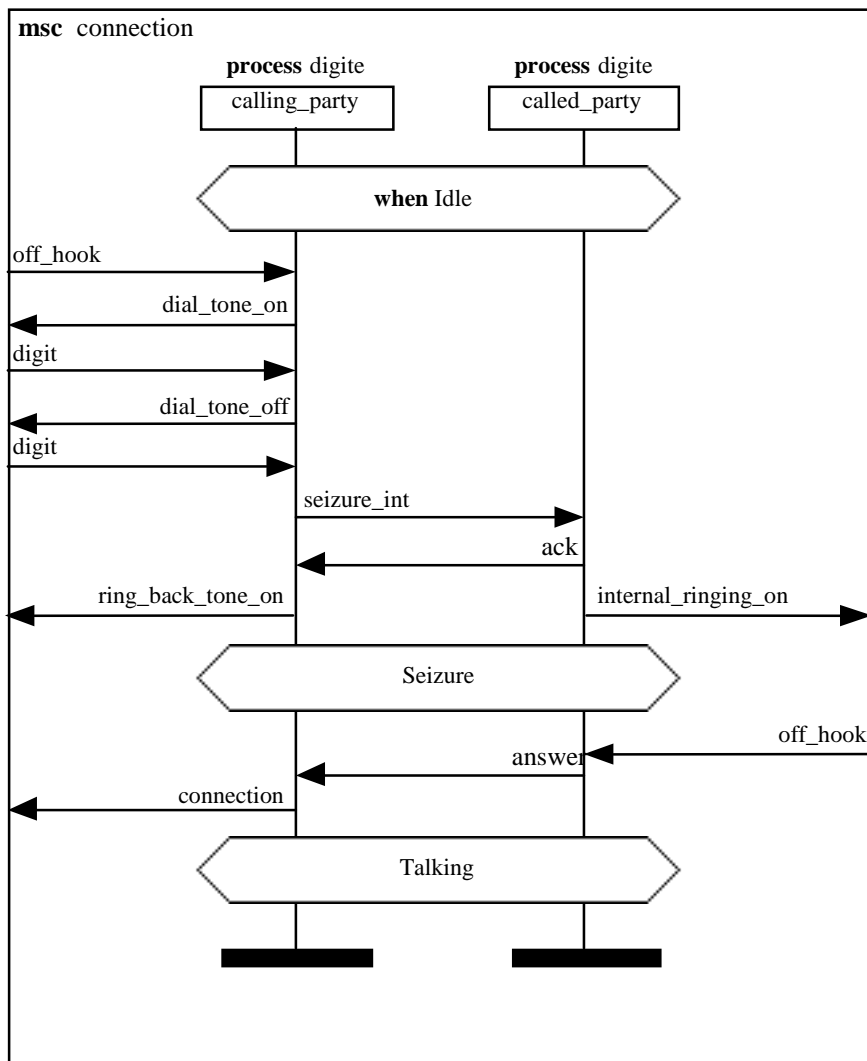 msc connection
process digite process digite
calling_party called_party
when Idle
off_hook
dial_tone_on
digit
dial_tone_off
digit
seizure_int
ack
ring_back_tone_on internal_ringing_on
Seizure
off_hook
answer
connection
Talking